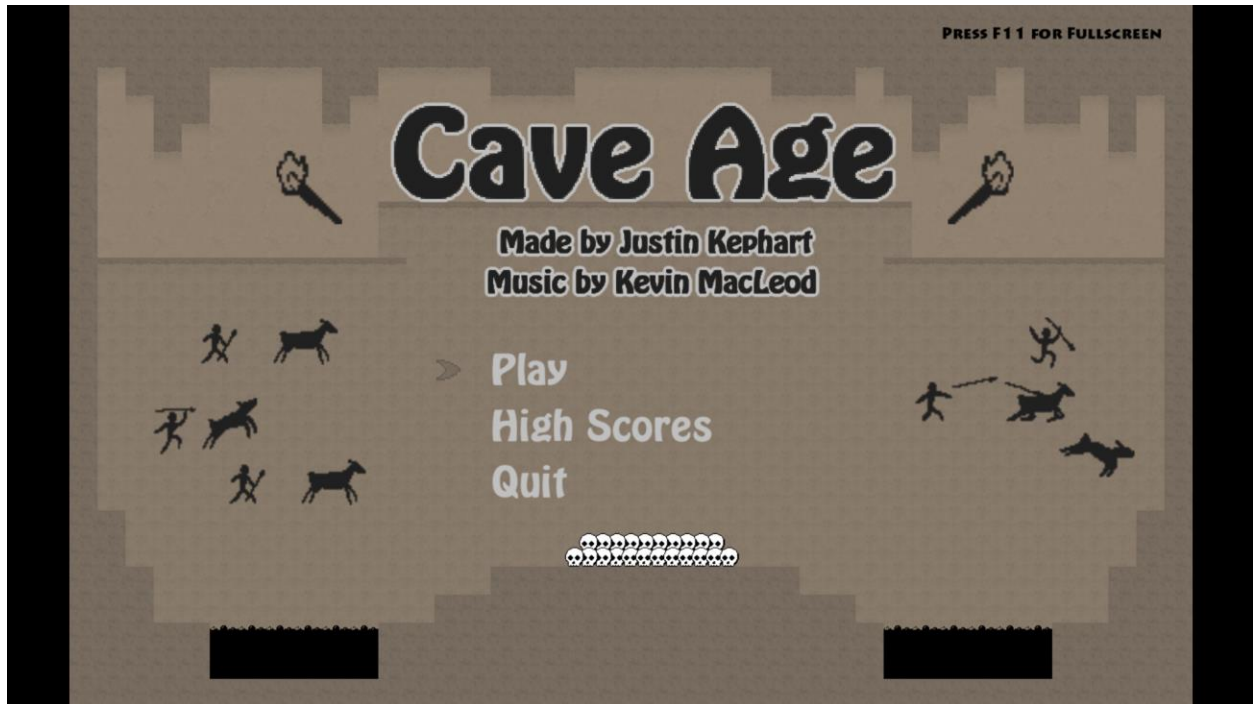 PRESS F11 FOR FULLSCREEN
Cave Age
Made by Justin Kephart
Music by Kevin MacLeod
Play
High Scores
Quit